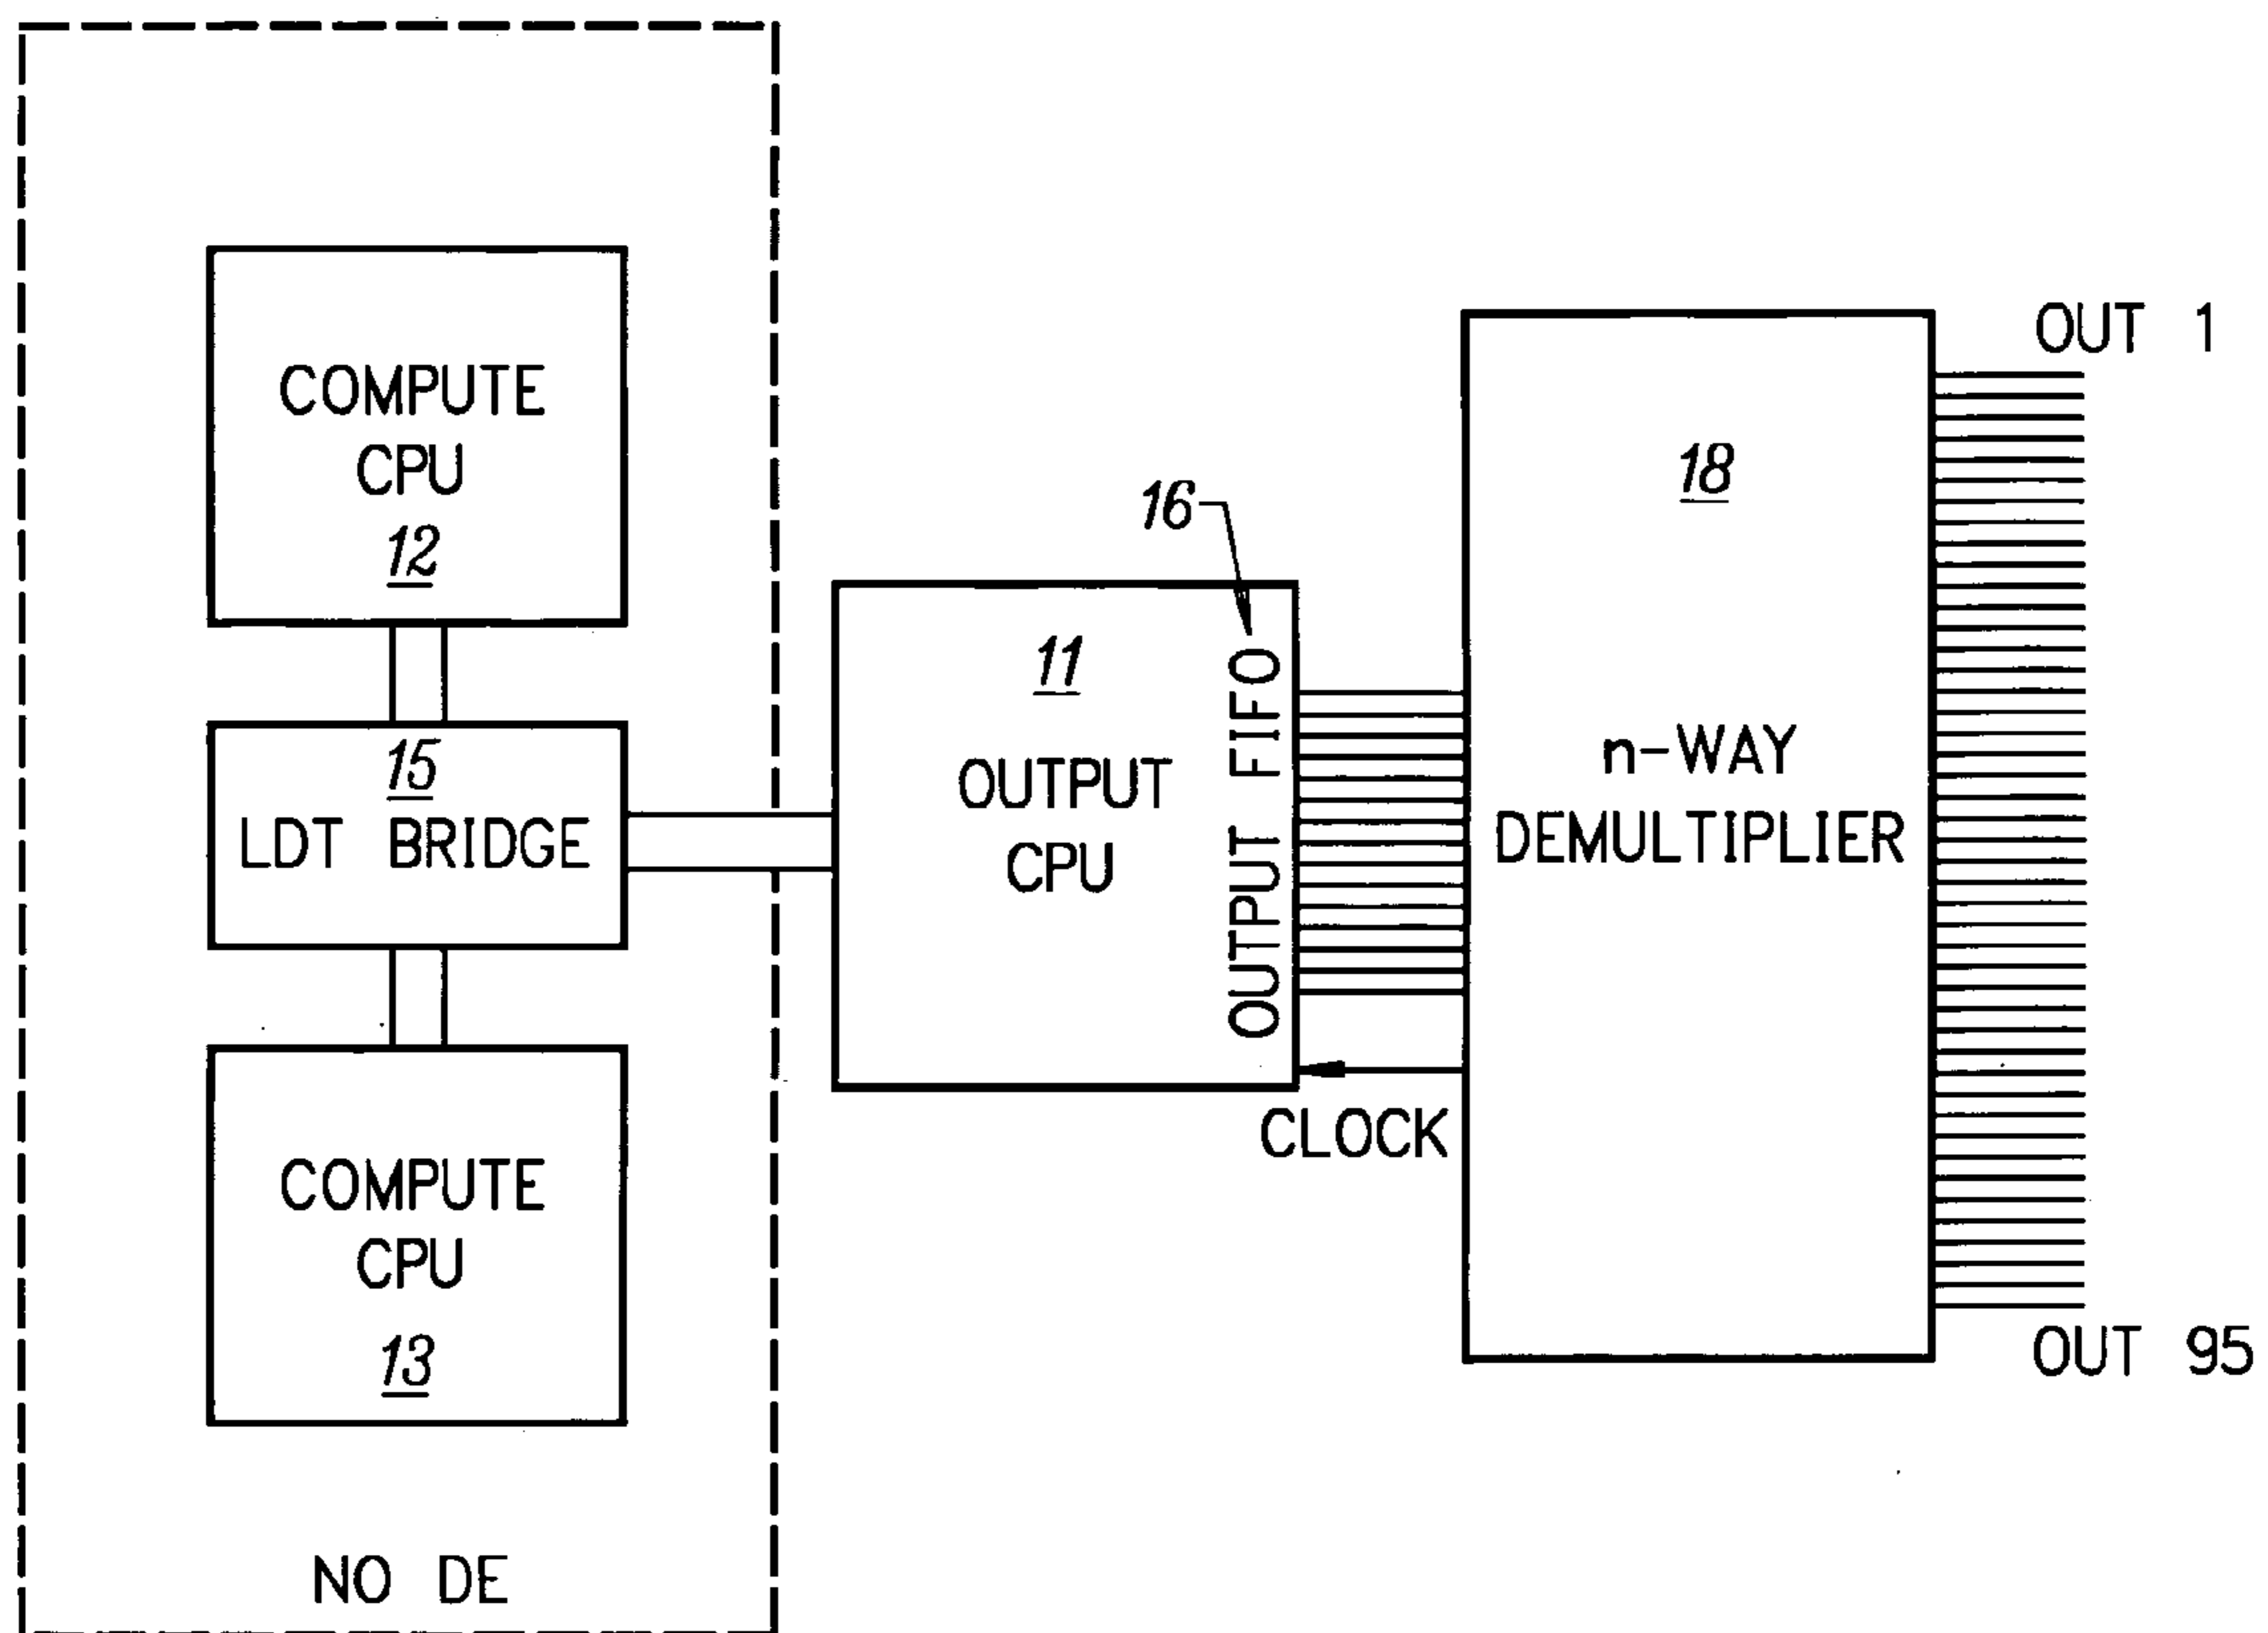 COMPUTE
CPU
12
15
LDT BRIDGE
COMPUTE
CPU
13
NO DE
11
OUTPUT
CPU
16
OUTPUT FIFO
CLOCK
18
n-WAY
DEMULTIPLIER
OUT 1
OUT 95